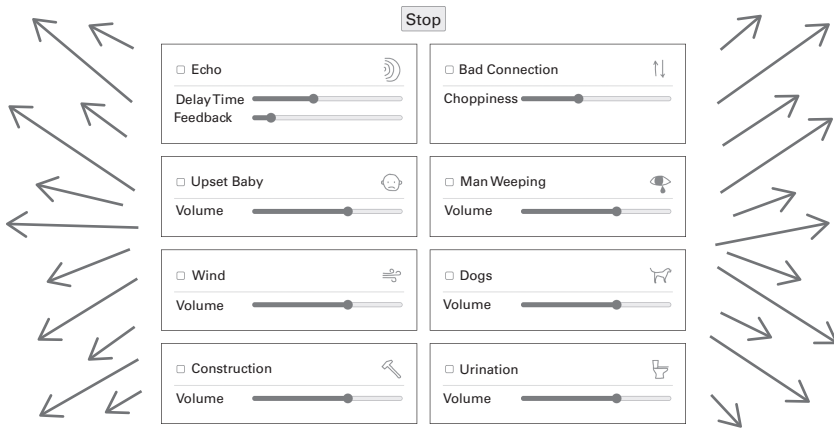 Stop
Echo
Delay Time
Feedback
Bad Connection
Choppiness
Upset Baby
Volume
Man Weeping
Volume
Wind
Volume
Dogs
Volume
Construction
Volume
Urination
Volume